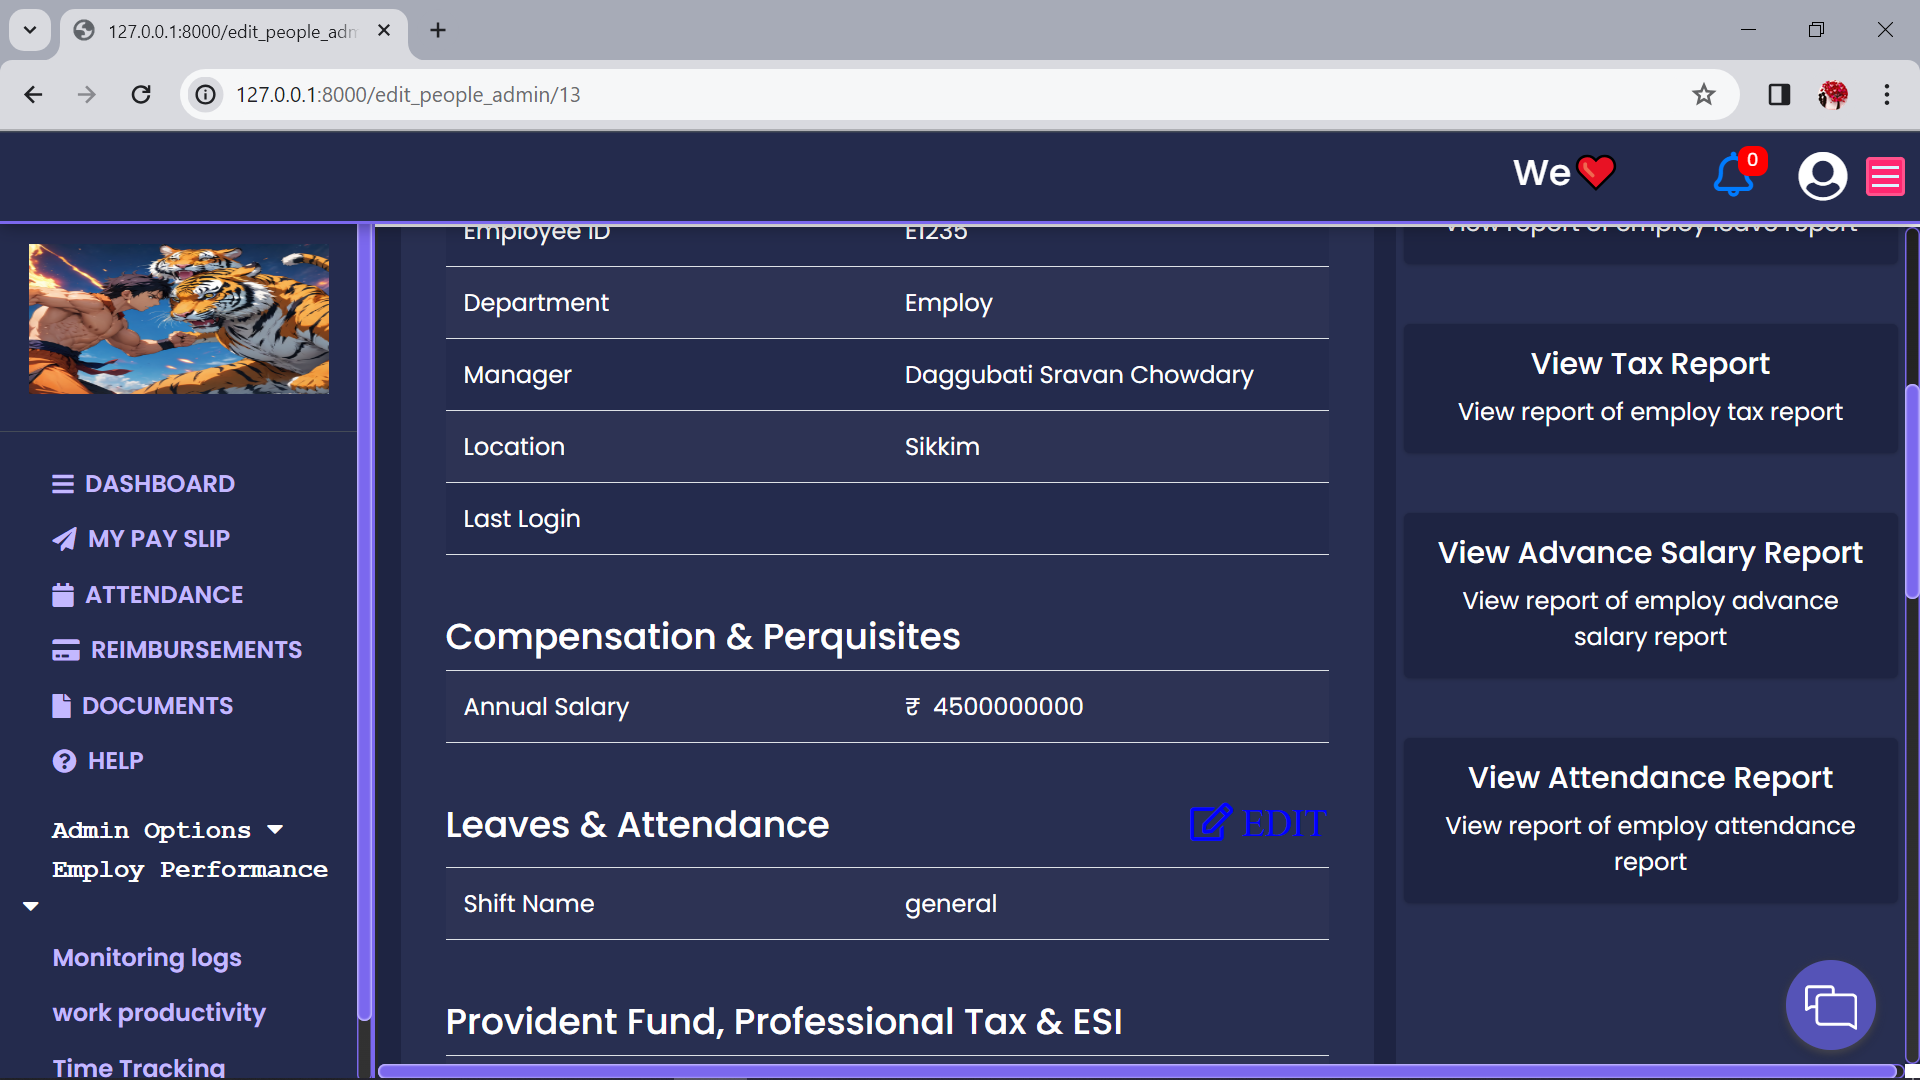 127.0.0.1:8000/edit_people_adm
127.0.0.1:8000/edit_people_admin/13
We
0
DASHBOARD
MY PAY SLIP
ATTENDANCE
REIMBURSEMENTS
DOCUMENTS
HELP
Admin Options
Employ Performance
Monitoring logs
work productivity
Time Tracking
Employee ID E1235
Department Employ
Manager Daggubati Sravan Chowdary
Location Sikkim
Last Login
Compensation & Perquisites
Annual Salary ₹ 4500000000
Leaves & Attendance EDIT
Shift Name general
Provident Fund, Professional Tax & ESI
View report of employ leave report
View Tax Report
View report of employ tax report
View Advance Salary Report
View report of employ advance
salary report
View Attendance Report
View report of employ attendance
report